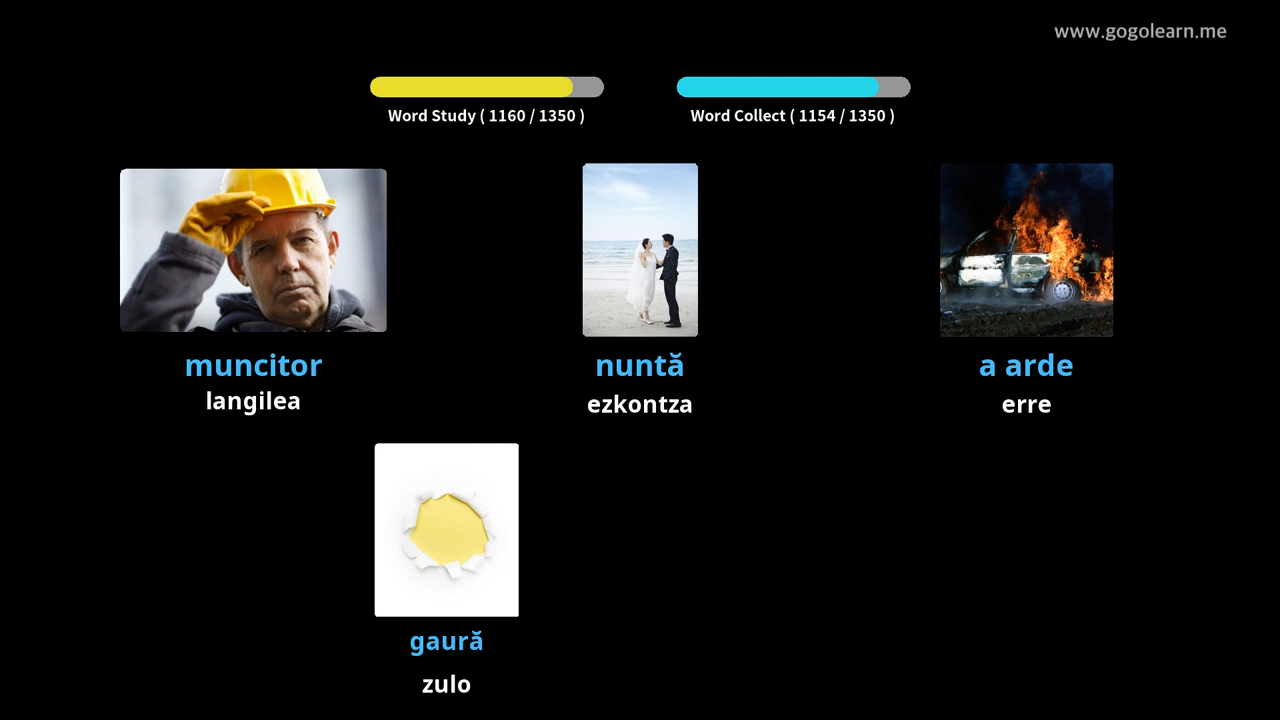 www.gogolearn.me
Word Study ( 1160 / 1350 )
Word Collect ( 1154 / 1350 )
muncitor
langilea
nuntă
ezkontza
a arde
erre
gaură
zulo